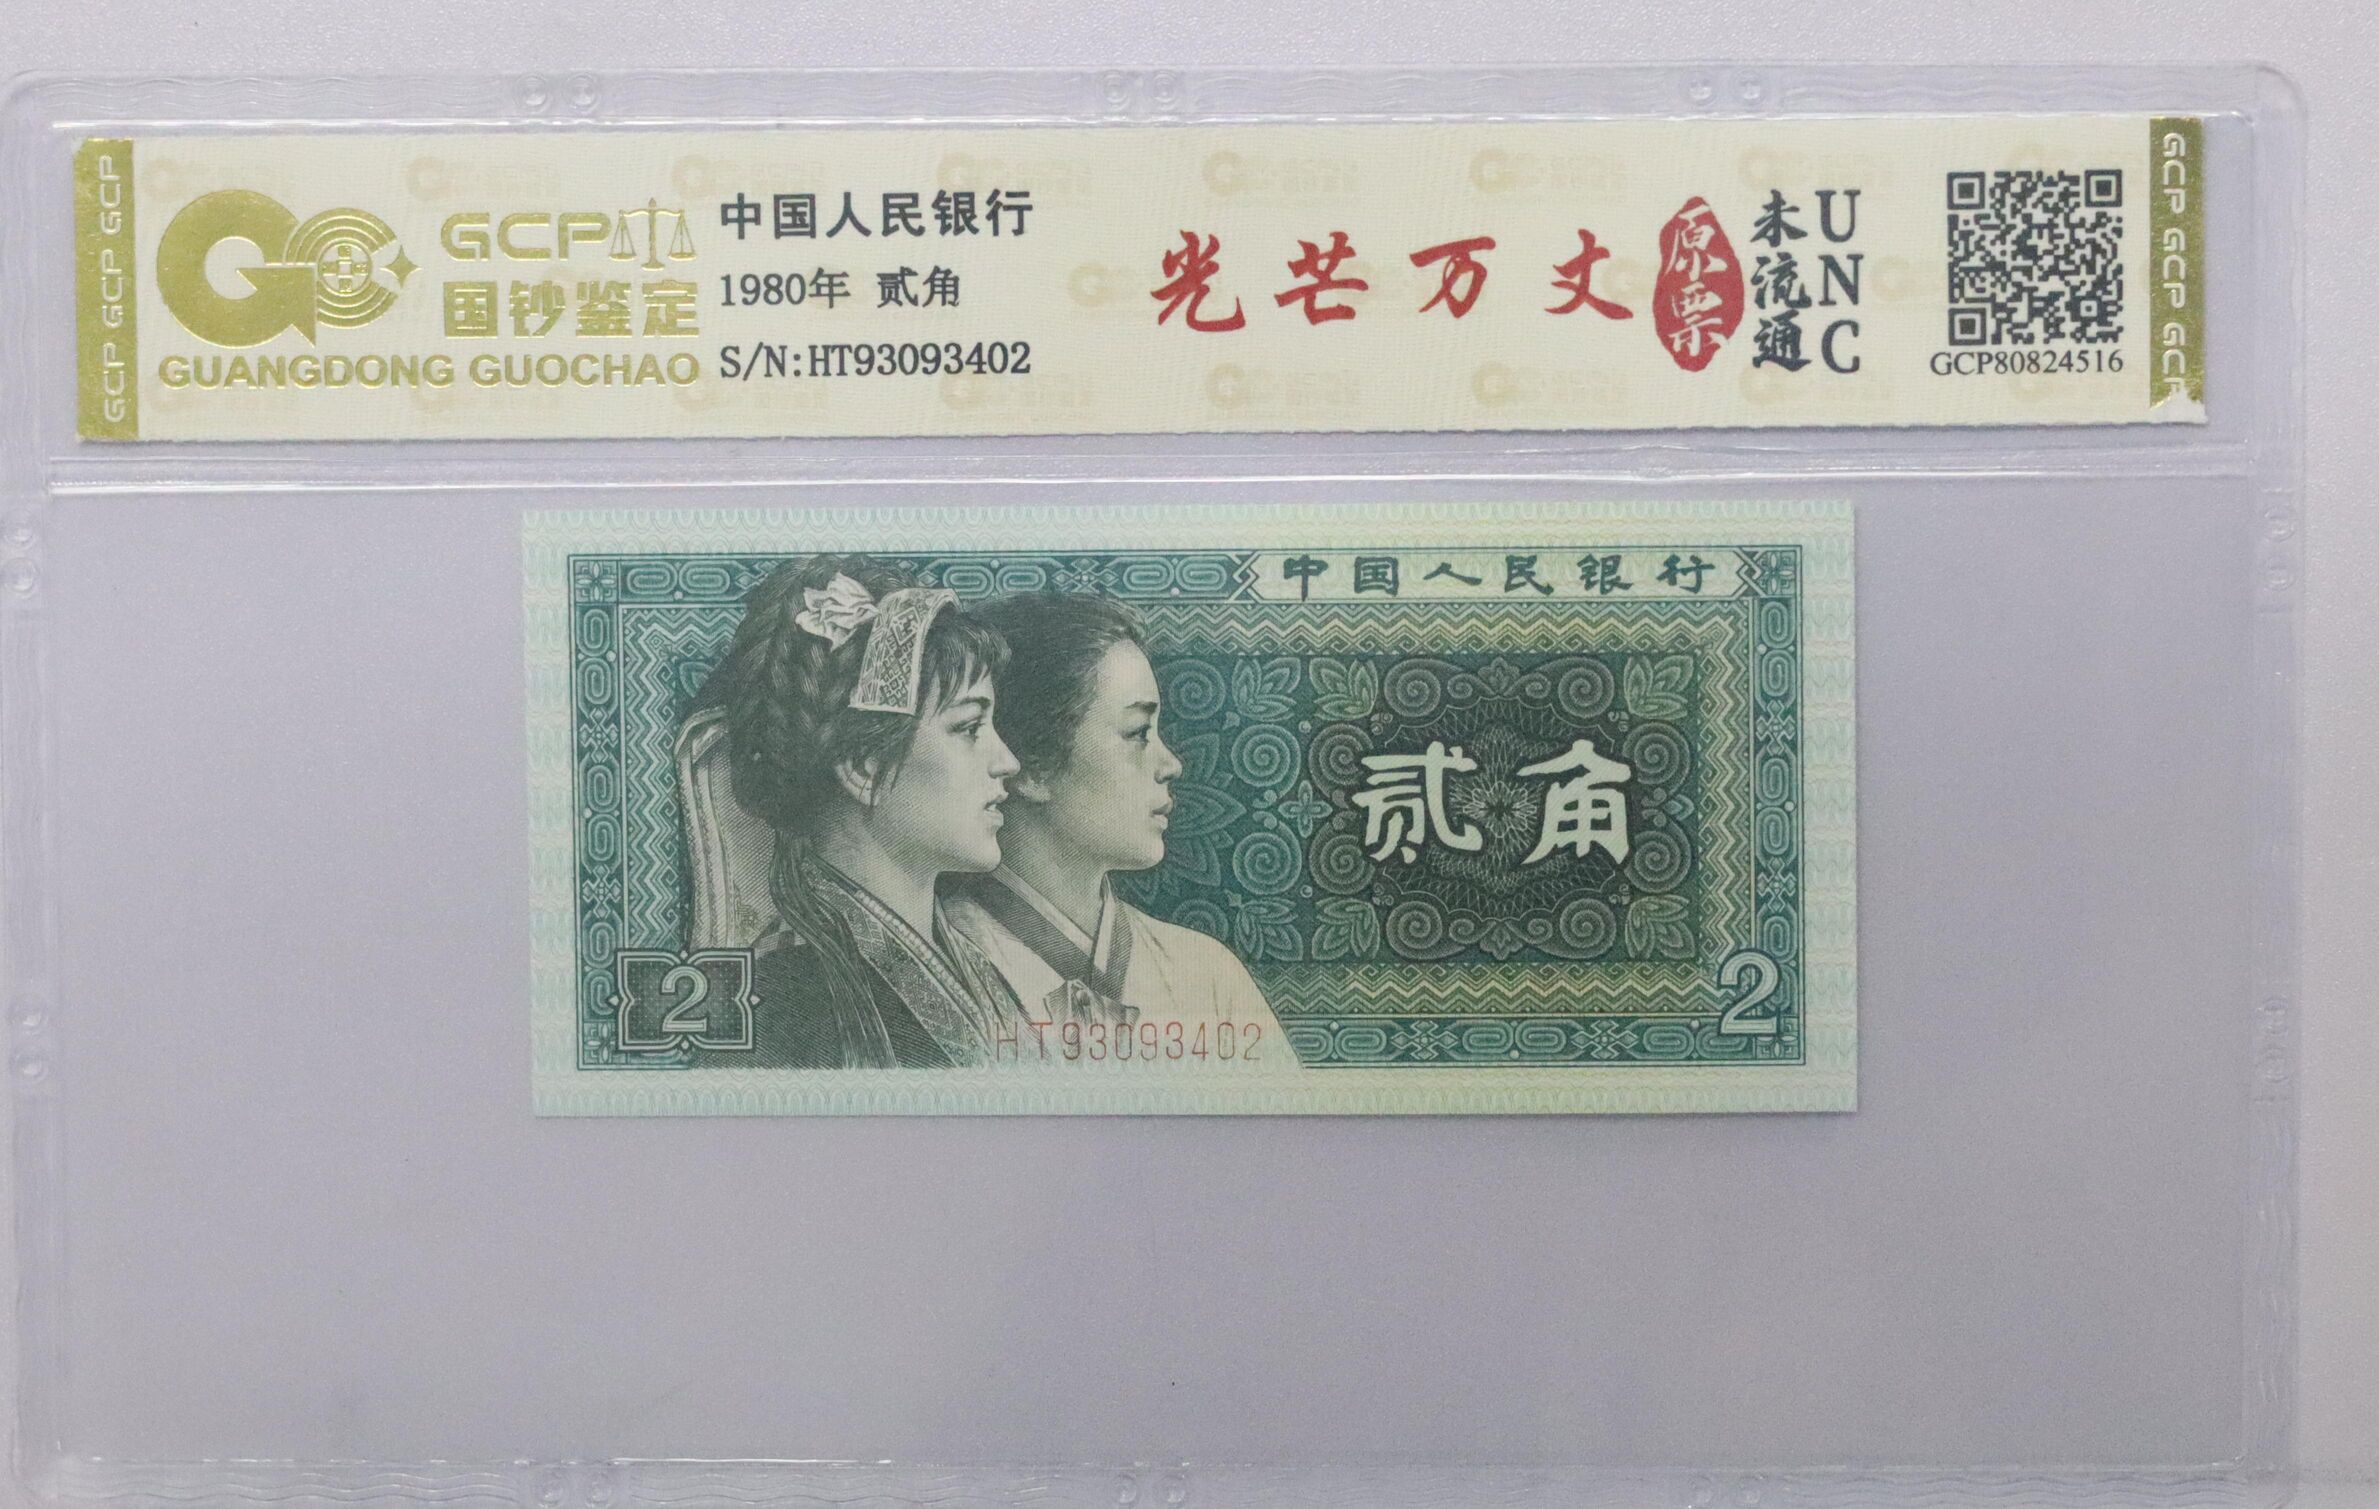 GCP GCP GCP
GCP
国钞鉴定
GUANGDONG GUOCHAO
中国人民银行
1980年 贰角
S/N:HT93093402
光芒万丈
原票
未流通
UNC
GCP80824516
GCP GCP GCP
中国人民银行
贰角
2
2
HT93093402